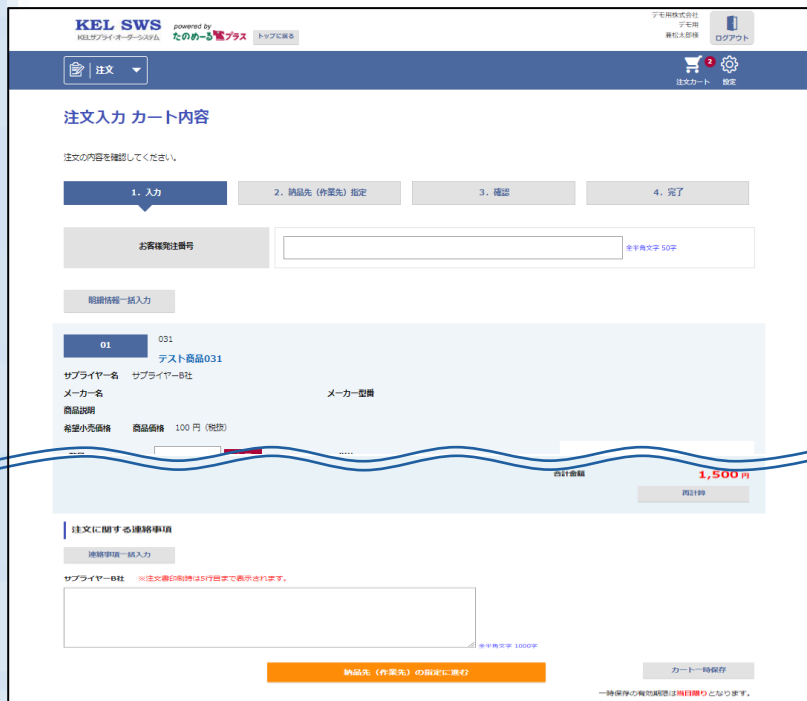 KEL SWS powered by
KELサプライ・オーダーシステム たのめーるプラス トップに戻る
デモ用株式会社
デモ用
兼松太郎様
ログアウト
注文
2
注文カート 設定
注文入力 カート内容
注文の内容を確認してください。
1. 入力 2. 納品先（作業先）指定 3. 確認 4. 完了
お客様発注番号 全半角文字 50字
明細情報一括入力
01 031
テスト商品031
サプライヤー名 サプライヤーB社
メーカー名 メーカー型番
商品説明
希望小売価格 商品価格 100 円（税抜）
合計金額 1,500 円
再計算
注文に関する連絡事項
連絡事項一括入力
サプライヤーB社 ※注文書印刷時は5行目まで表示されます。
全半角文字 1000字
納品先（作業先）の指定に進む カート一時保存
一時保存の有効期限は当日限りとなります。